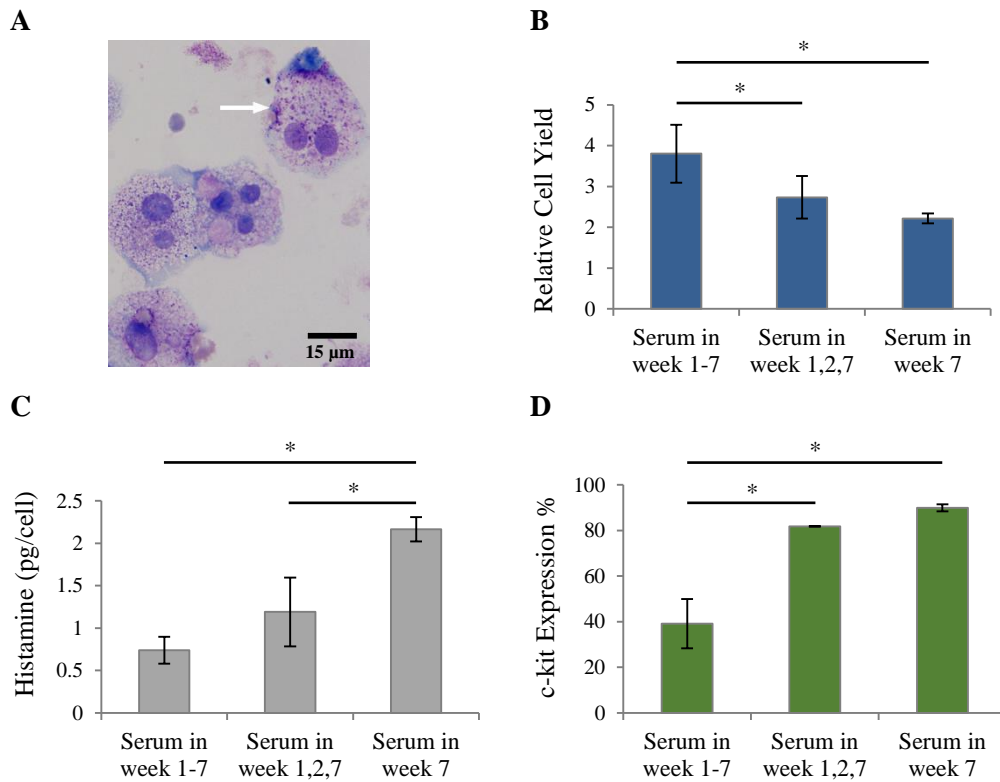 A
15 µm
B
*
*
Relative Cell Yield
5
4
3
2
1
0
Serum in
week 1-7
Serum in
week 1,2,7
Serum in
week 7
C
*
*
Histamine (pg/cell)
2.5
2
1.5
1
0.5
0
Serum in
week 1-7
Serum in
week 1,2,7
Serum in
week 7
D
*
*
c-kit Expression %
100
80
60
40
20
0
Serum in
week 1-7
Serum in
week 1,2,7
Serum in
week 7